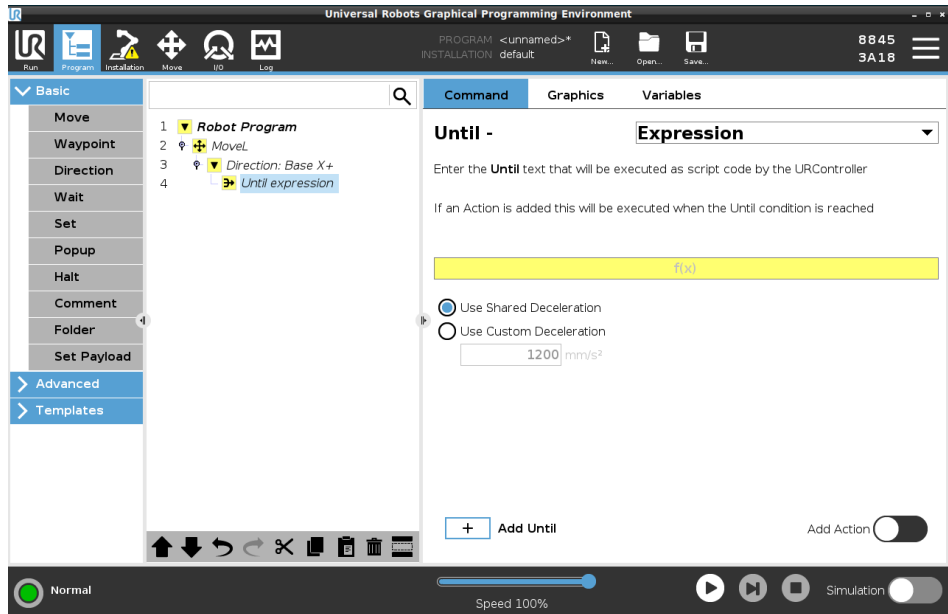 UR
Universal Robots Graphical Programming Environment
UR
Run
Program
Installation
Move
I/O
Log
PROGRAM <unnamed>*
INSTALLATION default
New...
Open...
Save...
8845
3A18
Basic
Move
Waypoint
Direction
Wait
Set
Popup
Halt
Comment
Folder
Set Payload
Advanced
Templates
1 Robot Program
2 MoveL
3 Direction: Base X+
4 Until expression
Command Graphics Variables
Until - Expression
Enter the Until text that will be executed as script code by the URController
If an Action is added this will be executed when the Until condition is reached
f(x)
Use Shared Deceleration
Use Custom Deceleration
1200 mm/s²
+ Add Until
Add Action
Normal
Speed 100%
Simulation